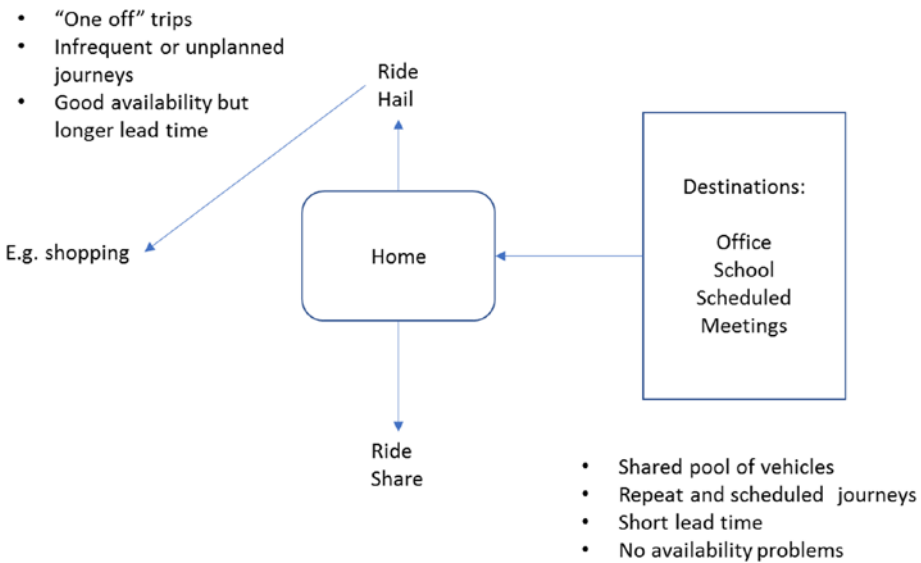 • “One off” trips
• Infrequent or unplanned
journeys
• Good availability but
longer lead time
Ride
Hail
E.g. shopping
Home
Destinations:
Office
School
Scheduled
Meetings
Ride
Share
• Shared pool of vehicles
• Repeat and scheduled journeys
• Short lead time
• No availability problems